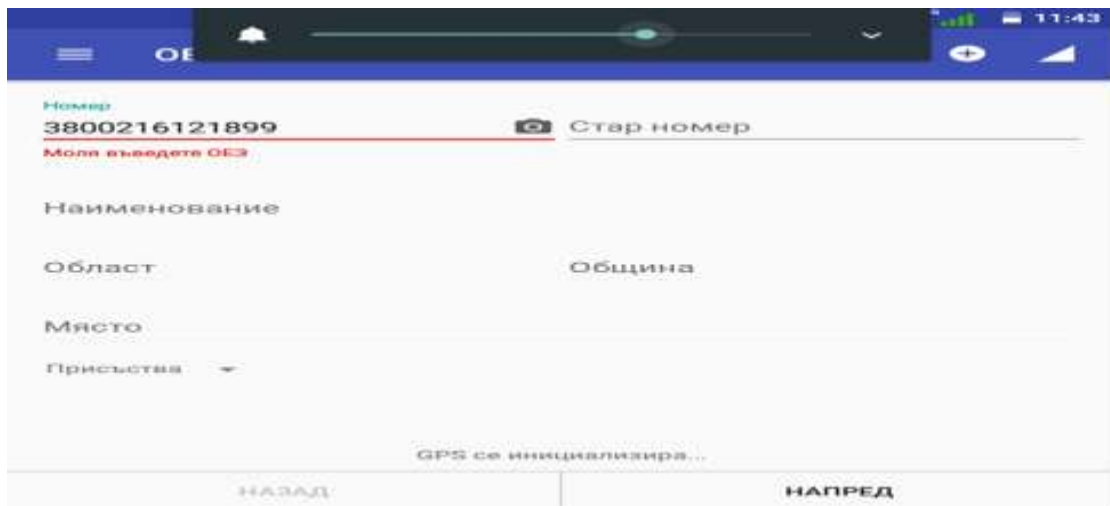 11:43
ОЕ
Номер
3800216121899
Стар номер
Моля въведете ОЕЗ
Наименование
Област
Община
Място
Присъства
GPS се инициализира...
НАЗАД
НАПРЕД